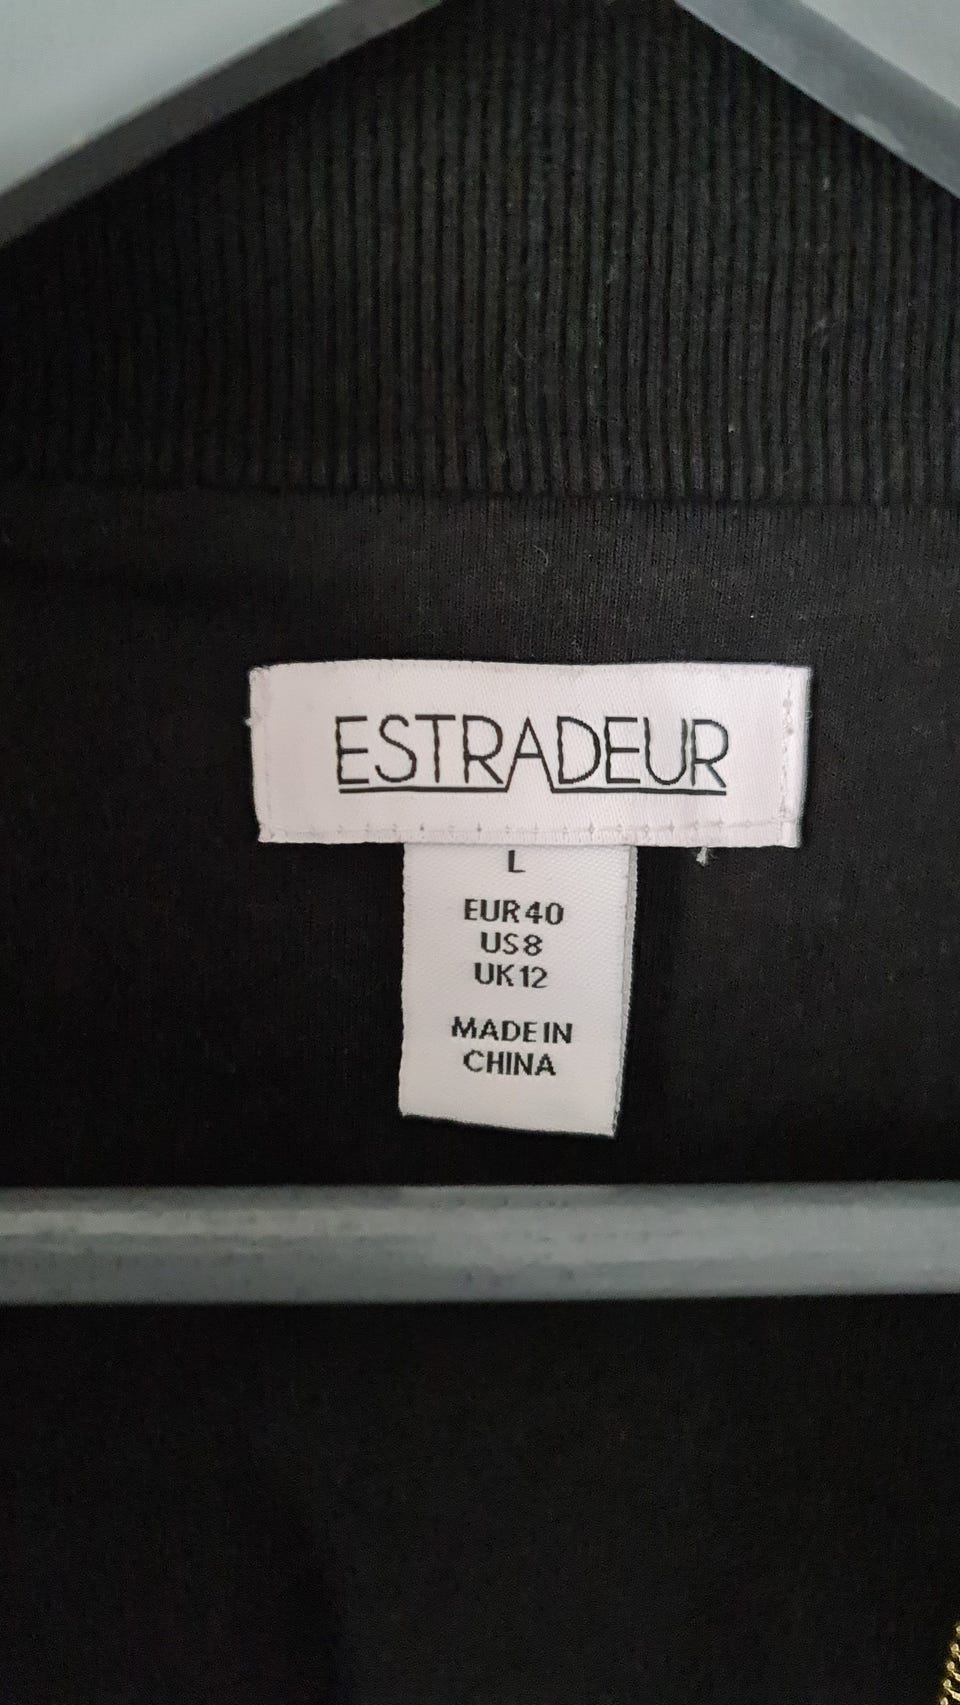 ESTRADEUR
L
EUR 40
US 8
UK 12
MADE IN
CHINA